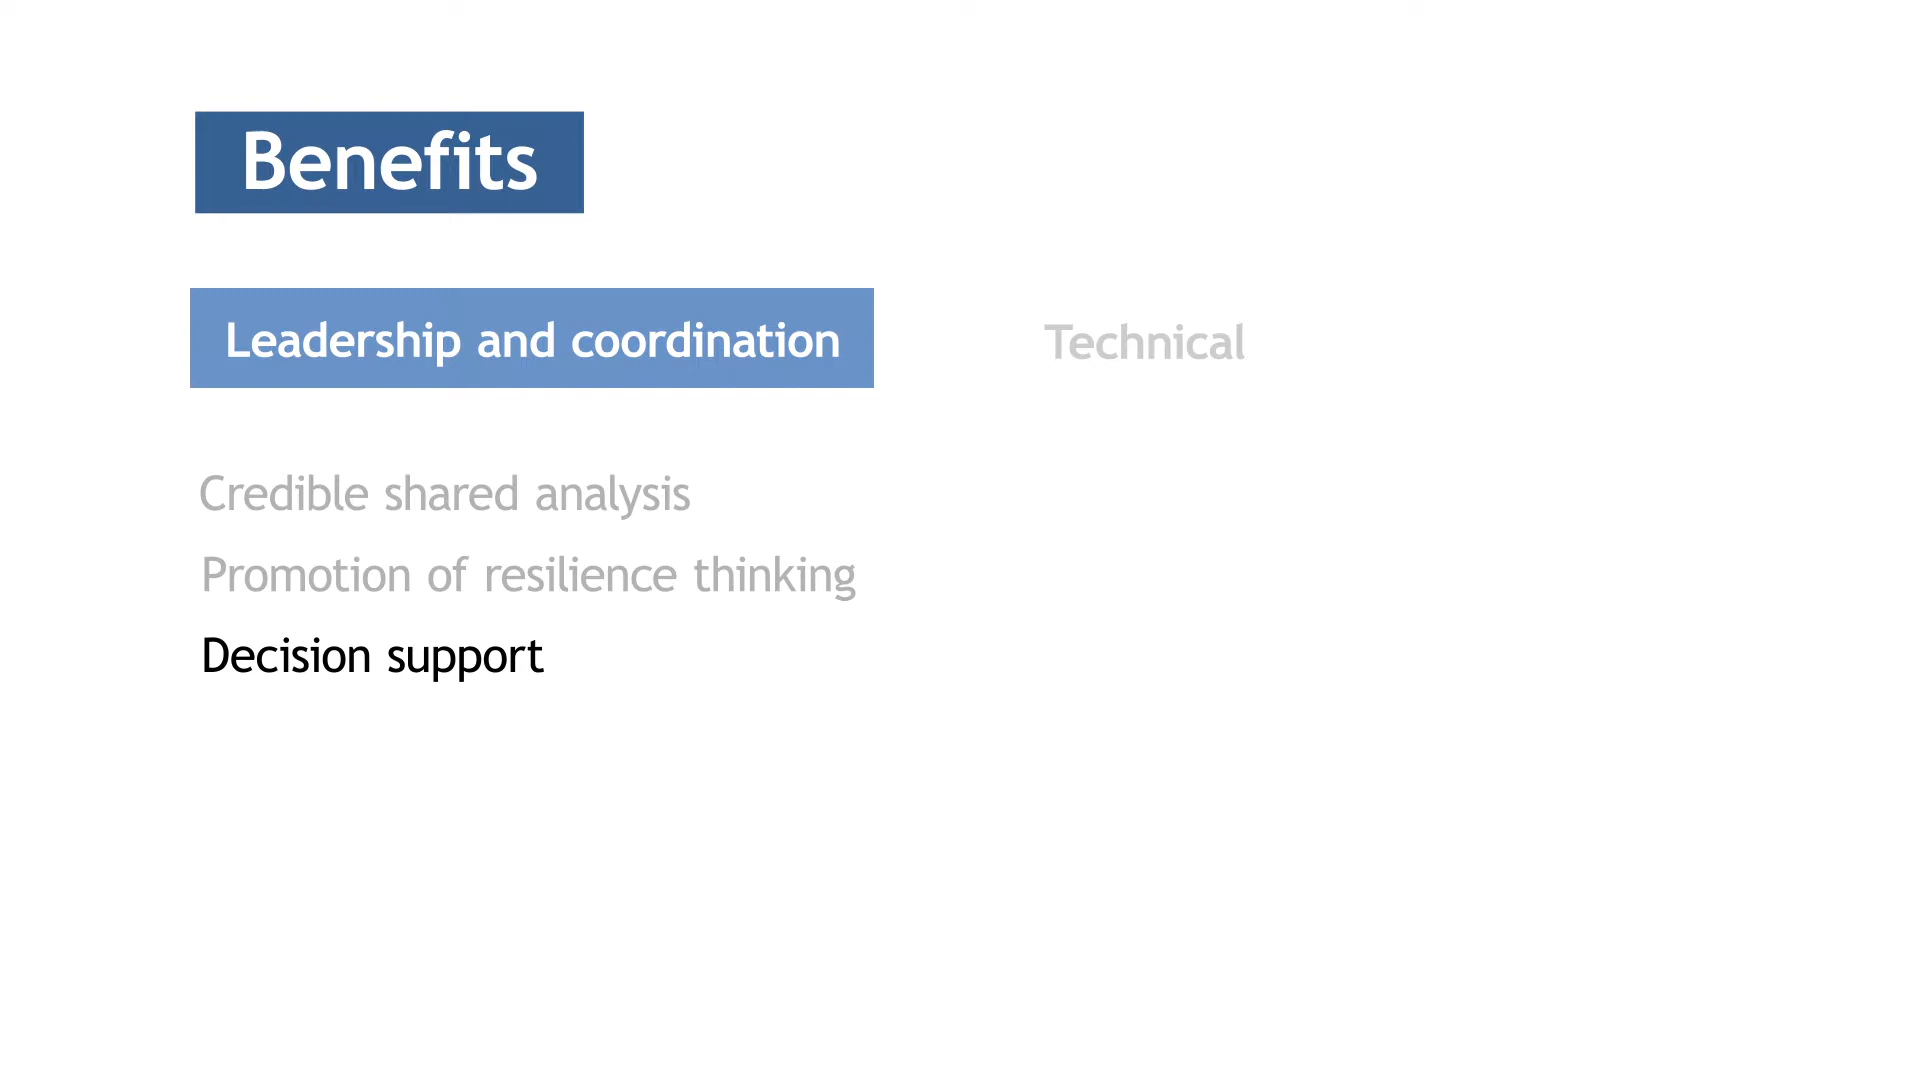 Benefits
Leadership and coordination
Technical
Credible shared analysis
Promotion of resilience thinking
Decision support